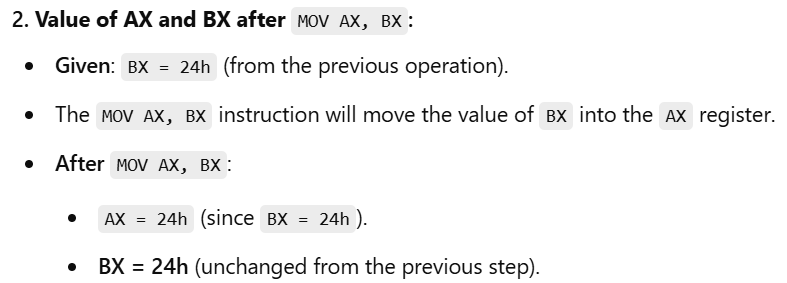 2. Value of AX and BX after MOV AX, BX:
• Given: BX = 24h (from the previous operation).
• The MOV AX, BX instruction will move the value of BX into the AX register.
• After MOV AX, BX:
• AX = 24h (since BX = 24h).
• BX = 24h (unchanged from the previous step).